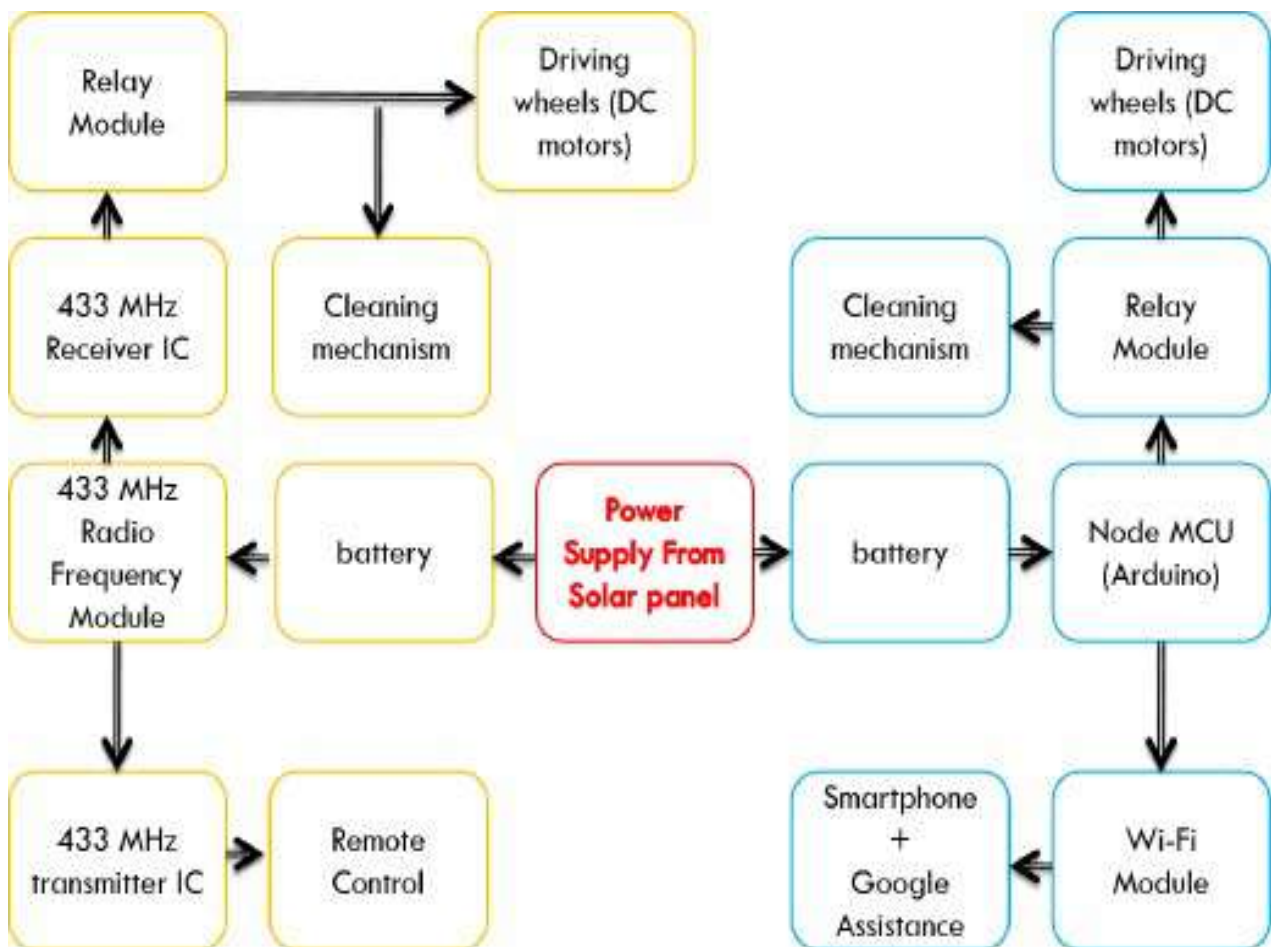 Relay
Module
Driving
wheels (DC
motors)
Driving
wheels (DC
motors)
433 MHz
Receiver IC
Cleaning
mechanism
Cleaning
mechanism
Relay
Module
433 MHz
Radio
Frequency
Module
battery
Power
Supply From
Solar panel
battery
Node MCU
(Arduino)
433 MHz
transmitter IC
Remote
Control
Smartphone
+
Google
Assistance
Wi-Fi
Module